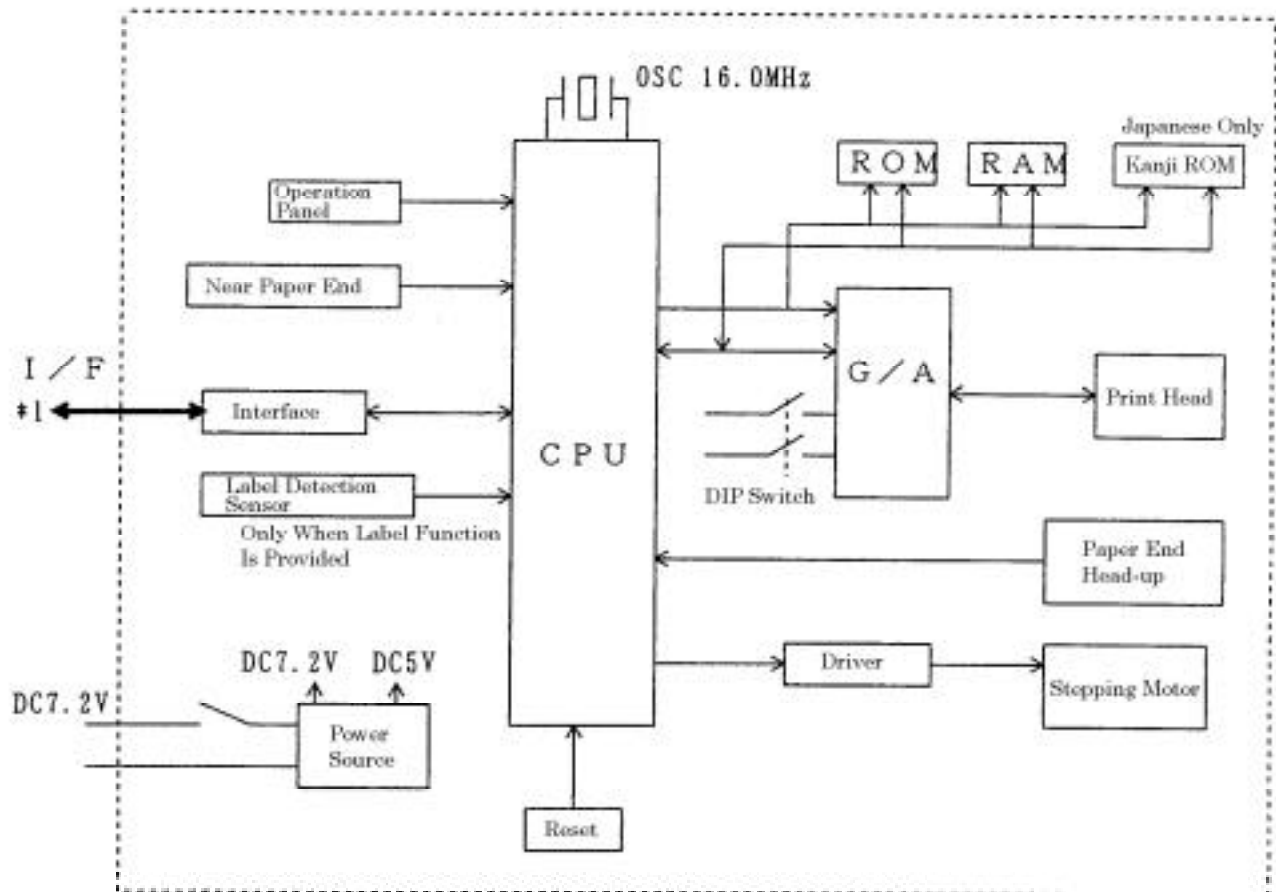 OSC 16.0MHz
Japanese Only
ROM
RAM
Kanji ROM
Operation
Panel
Near Paper End
I/F
*1
Interface
Label Detection
Sensor
Only When Label Function
Is Provided
CPU
G/A
Print Head
DIP Switch
Paper End
Head-up
DC7.2V
DC5V
DC7.2V
Power
Source
Driver
Stepping Motor
Reset